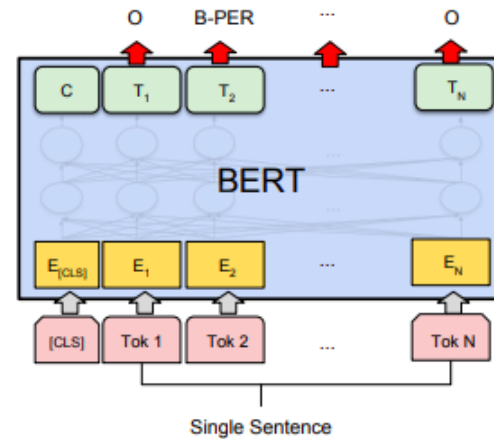 O B-PER ... O
C T1 T2 ... TN
...
BERT
...
E[CLS] E1 E2 ... EN
[CLS] Tok 1 Tok 2 ... Tok N
Single Sentence